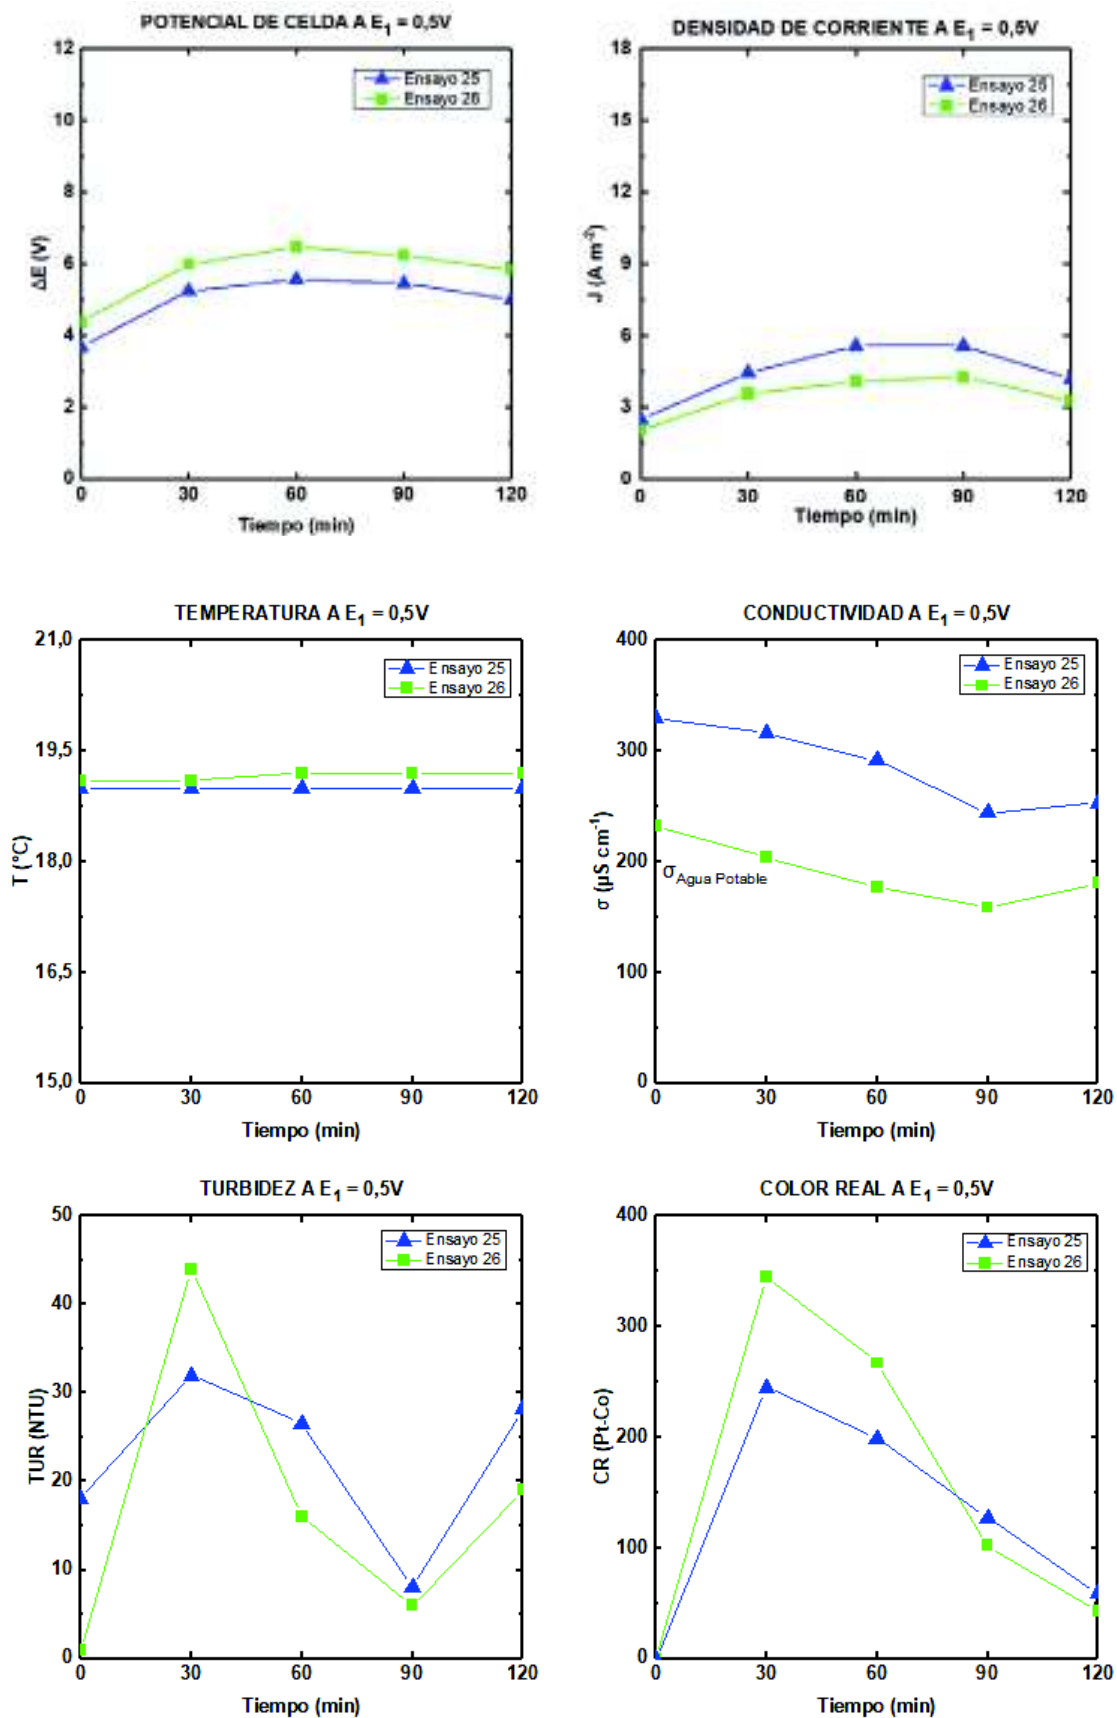 POTENCIAL DE CELDA A E1 = 0,5V
12
10
8
6
4
2
0
ΔE (V)
Ensayo 25
Ensayo 26
0 30 60 90 120
Tiempo (min)
DENSIDAD DE CORRIENTE A E1 = 0,5V
18
15
12
9
6
3
0
J (A m-2)
Ensayo 25
Ensayo 26
0 30 60 90 120
Tiempo (min)
TEMPERATURA A E1 = 0,5V
21,0
19,5
18,0
16,5
15,0
T (°C)
Ensayo 25
Ensayo 26
0 30 60 90 120
Tiempo (min)
CONDUCTIVIDAD A E1 = 0,5V
400
300
200
100
0
σ (µS cm-1)
Ensayo 25
Ensayo 26
σAgua Potable
0 30 60 90 120
Tiempo (min)
TURBIDEZ A E1 = 0,5V
50
40
30
20
10
0
TUR (NTU)
Ensayo 25
Ensayo 26
0 30 60 90 120
Tiempo (min)
COLOR REAL A E1 = 0,5V
400
300
200
100
0
CR (Pt-Co)
Ensayo 25
Ensayo 26
0 30 60 90 120
Tiempo (min)